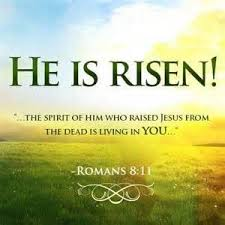 HE IS RISEN!
"...THE SPIRIT OF HIM WHO RAISED JESUS FROM
THE DEAD IS LIVING IN YOU..."
-ROMANS 8:11